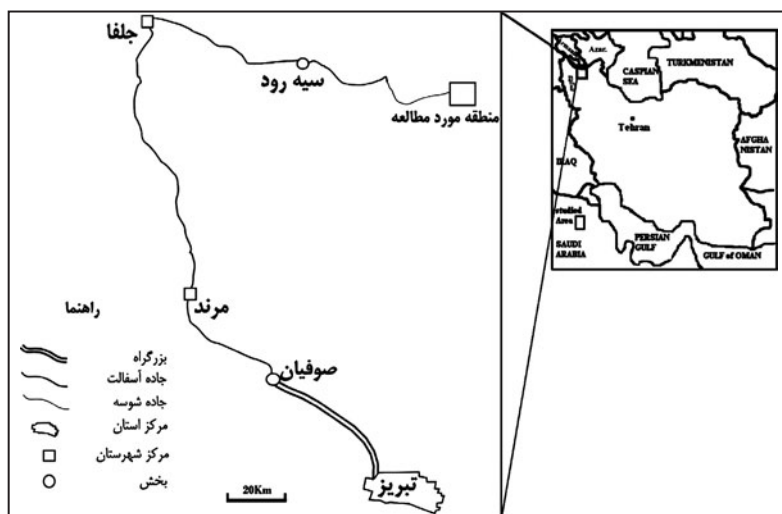 جلفا
سیه رود
منطقه مورد مطالعه
مرند
صوفیان
تبریز
20Km
راهنما
بزرگراه
جاده آسفالت
جاده شوسه
مرکز استان
مرکز شهرستان
بخش
Azar.
CASPIAN
SEA
TURKMENISTAN
Tehran
AFGHA
NISTAN
IRAQ
studied
Area
SAUDI
ARABIA
PERSIAN
GULF
GULF of OMAN